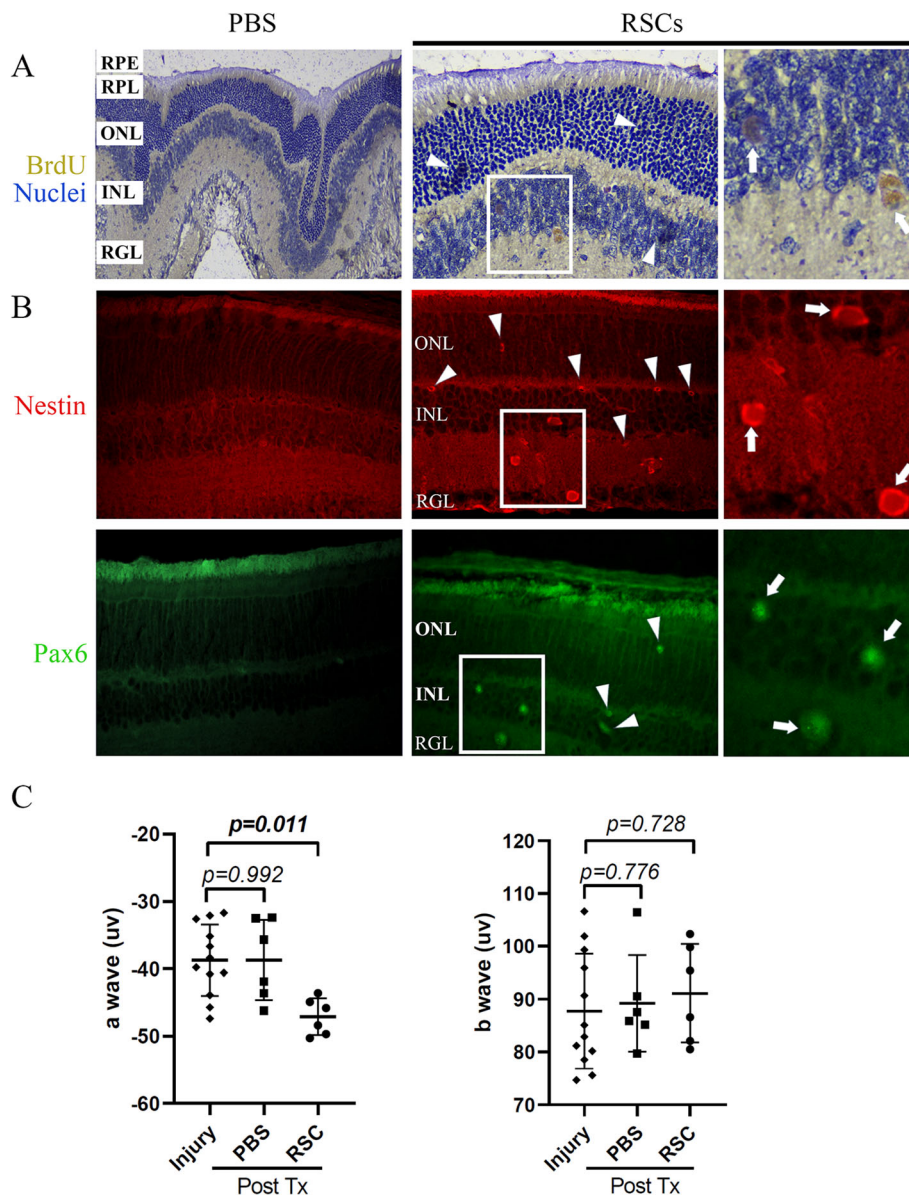 PBS
RSCs
A
RPE
RPL
ONL
INL
RGL
BrdU
Nuclei
B
Nestin
ONL
INL
RGL
Pax6
ONL
INL
RGL
C
a wave (uv)
-20
-30
-40
-50
-60
p=0.011
p=0.992
Injury
PBS
RSC
Post Tx
b wave (uv)
120
110
100
90
80
70
p=0.728
p=0.776
Injury
PBS
RSC
Post Tx